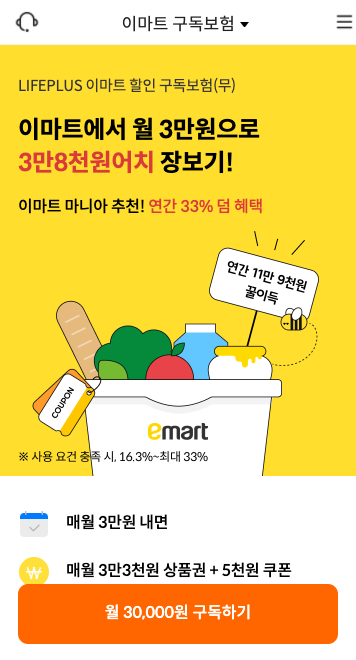 이마트 구독보험
LIFEPLUS 이마트 할인 구독보험(무)
이마트에서 월 3만원으로
3만8천원어치 장보기!
이마트 마니아 추천! 연간 33% 덤 혜택
연간 11만 9천원
꿀이득
COUPON
emart
※ 사용 요건 충족 시, 16.3%~최대 33%
매월 3만원 내면
₩ 매월 3만3천원 상품권 + 5천원 쿠폰
월 30,000원 구독하기